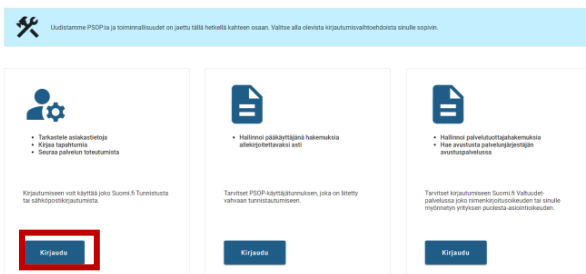 Uudistamme PSOP:ia ja toiminnallisuudet on jaettu tällä hetkellä kahteen osaan. Valitse alla olevista kirjautumisvaihtoehdoista sinulle sopivin.
• Tarkastele asiakastietoja
• Kirjaa tapahtumia
• Seuraa palvelun toteutumista
Kirjautumiseen voit käyttää joko Suomi.fi Tunnistusta
tai sähköpostikirjautumista.
Kirjaudu
• Hallinnoi pääkäyttäjänä hakemuksia
allekirjoitettavaksi asti
Tarvitset PSOP-käyttäjätunnuksen, joka on liitetty
vahvaan tunnistautumiseen.
Kirjaudu
• Hallinnoi palvelutuottajahakemuksia
• Hae avustusta palvelunjärjestäjän
avustuspalvelussa
Tarvitset kirjautumiseen Suomi.fi Valtuudet-
palvelussa joko nimenkirjoitusoikeuden tai sinulle
myönnetyn yrityksen puolesta-asiointioikeuden.
Kirjaudu